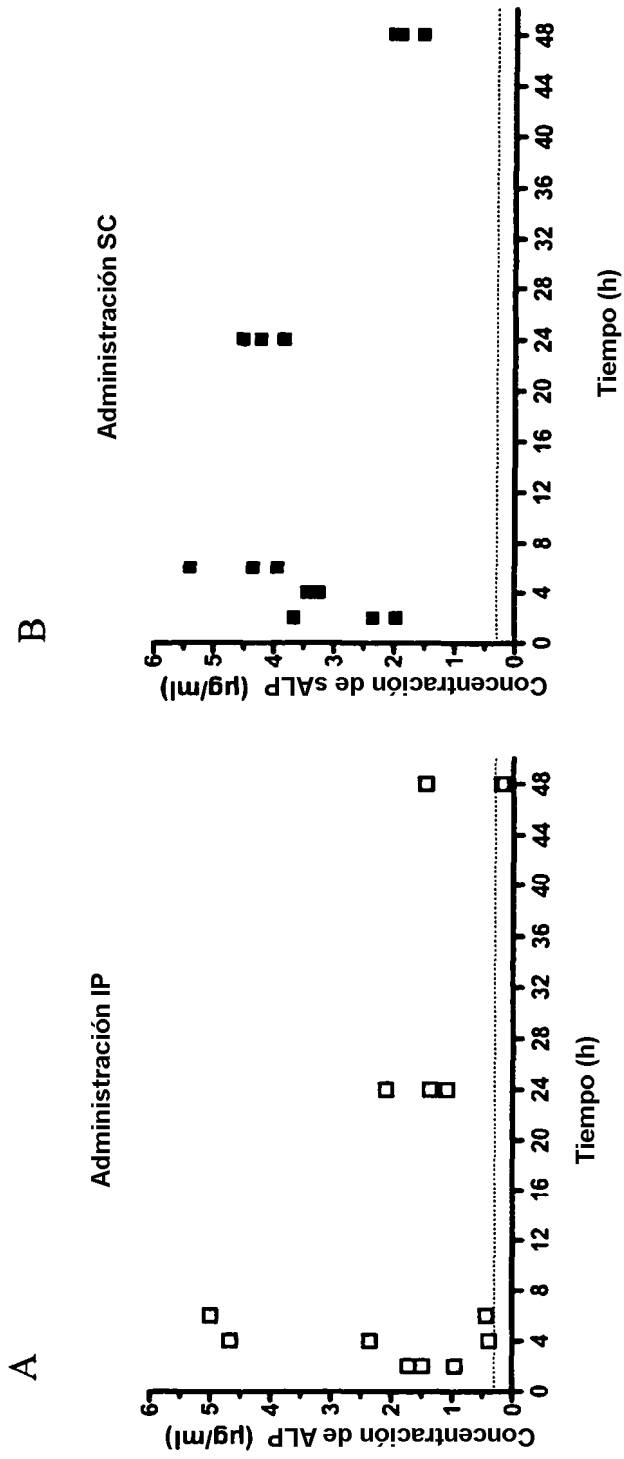 A
Administración IP
Concentración de ALP (µg/ml)
6
5
4
3
2
1
0
0 4 8 12 16 20 24 28 32 36 40 44 48
Tiempo (h)
B
Administración SC
Concentración de sALP (µg/ml)
6
5
4
3
2
1
0
0 4 8 12 16 20 24 28 32 36 40 44 48
Tiempo (h)